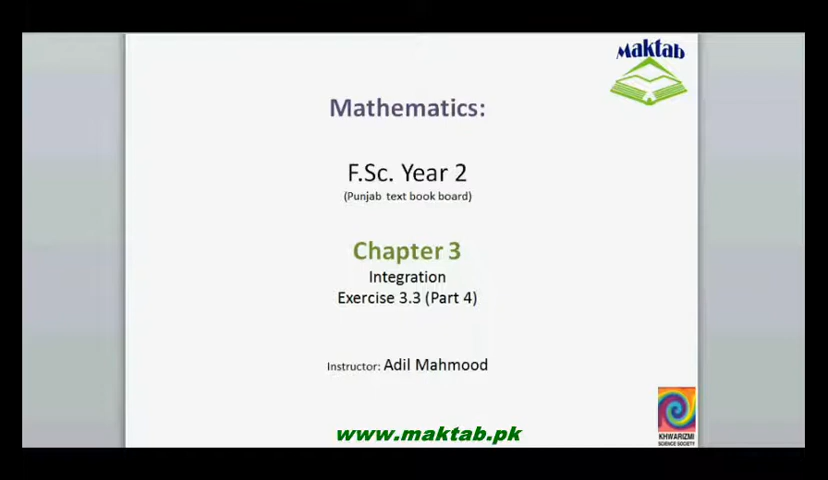 Maktab
Mathematics:
F.Sc. Year 2
(Punjab text book board)
Chapter 3
Integration
Exercise 3.3 (Part 4)
Instructor: Adil Mahmood
KHWARIZMI
SCIENCE SOCIETY
www.maktab.pk